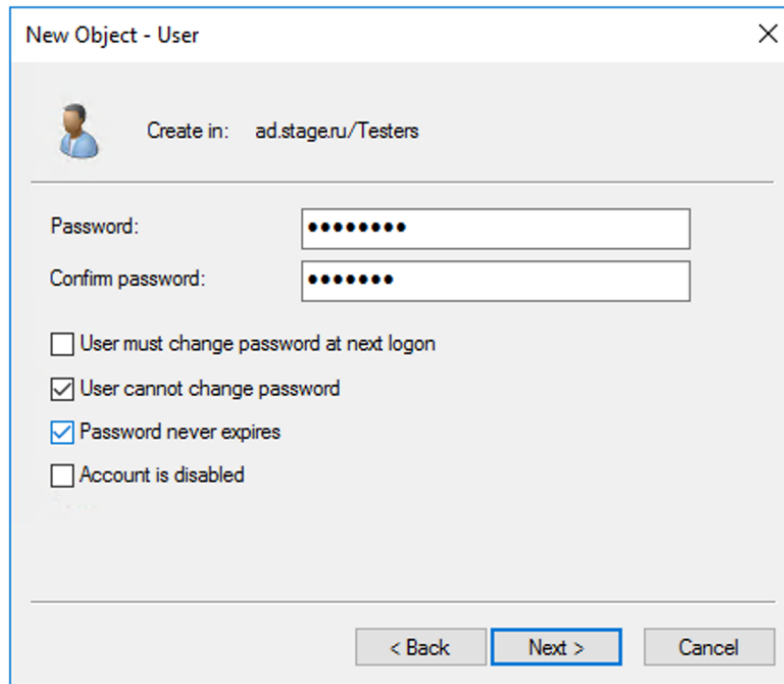 New Object - User
Create in: ad.stage.ru/Testers
Password: ●●●●●●●●
Confirm password: ●●●●●●●
User must change password at next logon
User cannot change password
Password never expires
Account is disabled
< Back Next > Cancel